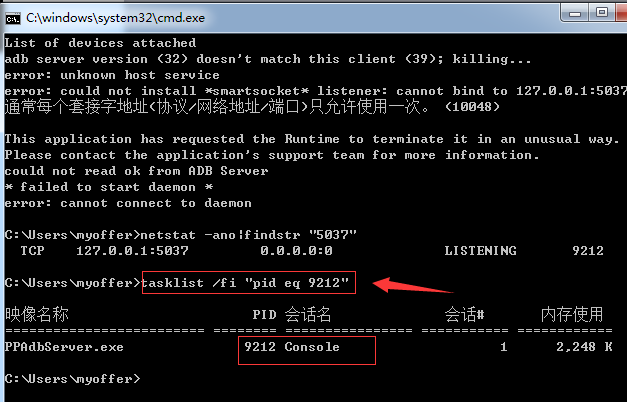 C:\windows\system32\cmd.exe
List of devices attached
adb server version (32) doesn't match this client (39); killing...
error: unknown host service
error: could not install *smartsocket* listener: cannot bind to 127.0.0.1:5037
通常每个套接字地址(协议/网络地址/端口)只允许使用一次。 (10048)
This application has requested the Runtime to terminate it in an unusual way.
Please contact the application's support team for more information.
could not read ok from ADB Server
* failed to start daemon *
error: cannot connect to daemon
C:\Users\myoffer>netstat -ano|findstr "5037"
TCP 127.0.0.1:5037 0.0.0.0:0 LISTENING 9212
C:\Users\myoffer>tasklist /fi "pid eq 9212"
映像名称 PID 会话名 会话# 内存使用
========================= ======== ================ =========== ============
PPAdbServer.exe 9212 Console 1 2,248 K
C:\Users\myoffer>